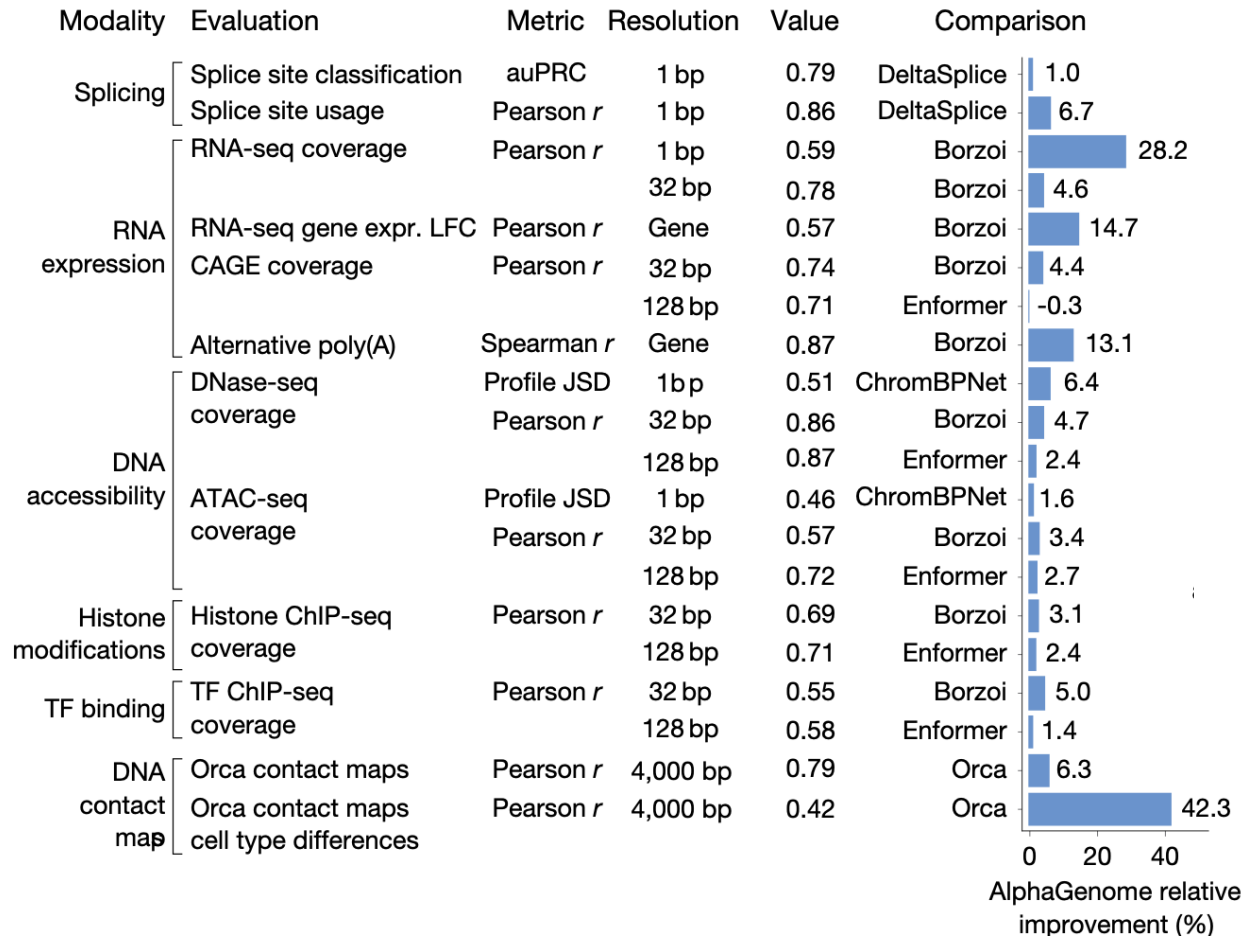 Modality Evaluation Metric Resolution Value Comparison
Splicing Splice site classification auPRC 1 bp 0.79 DeltaSplice 1.0
Splice site usage Pearson r 1 bp 0.86 DeltaSplice 6.7
RNA expression RNA-seq coverage Pearson r 1 bp 0.59 Borzoi 28.2
32 bp 0.78 Borzoi 4.6
RNA-seq gene expr. LFC Pearson r Gene 0.57 Borzoi 14.7
CAGE coverage Pearson r 32 bp 0.74 Borzoi 4.4
128 bp 0.71 Enformer -0.3
Alternative poly(A) Spearman r Gene 0.87 Borzoi 13.1
DNA accessibility DNase-seq coverage Profile JSD 1bp 0.51 ChromBPNet 6.4
Pearson r 32 bp 0.86 Borzoi 4.7
128 bp 0.87 Enformer 2.4
ATAC-seq coverage Profile JSD 1 bp 0.46 ChromBPNet 1.6
Pearson r 32 bp 0.57 Borzoi 3.4
128 bp 0.72 Enformer 2.7
Histone modifications Histone ChIP-seq coverage Pearson r 32 bp 0.69 Borzoi 3.1
128 bp 0.71 Enformer 2.4
TF binding TF ChIP-seq coverage Pearson r 32 bp 0.55 Borzoi 5.0
128 bp 0.58 Enformer 1.4
DNA contact maps Orca contact maps Pearson r 4,000 bp 0.79 Orca 6.3
Orca contact maps cell type differences Pearson r 4,000 bp 0.42 Orca 42.3
0 20 40
AlphaGenome relative
improvement (%)